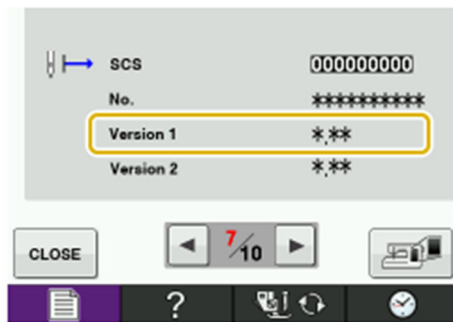 SCS 000000000
No. **********
Version 1 *.**
Version 2 *.**
CLOSE 7/10
?